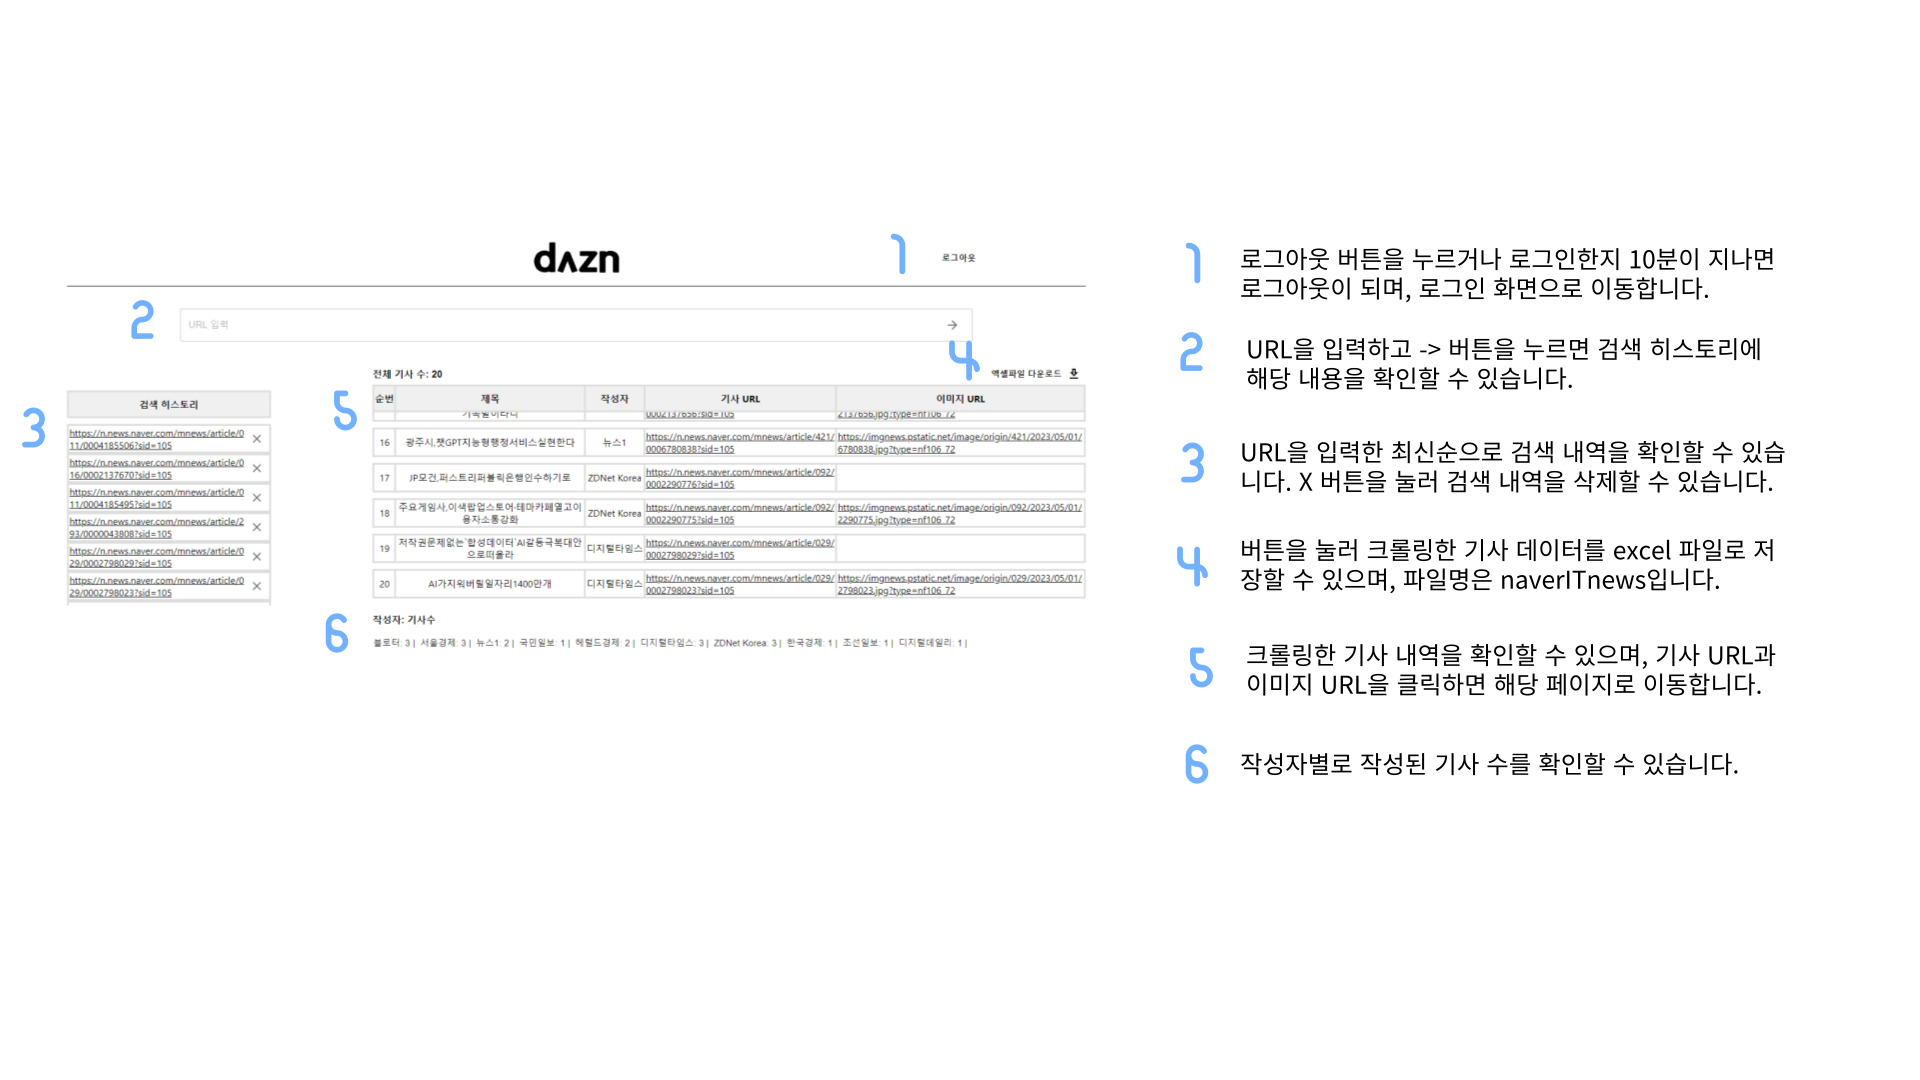 dazn
1
로그아웃
2
URL 입력
4
전체 기사 수: 20
엑셀파일 다운로드
3
검색 히스토리
https://n.news.naver.com/mnews/article/0
11/0004185506?sid=105
https://n.news.naver.com/mnews/article/0
16/0002137670?sid=105
https://n.news.naver.com/mnews/article/0
11/0004185495?sid=105
https://n.news.naver.com/mnews/article/2
93/0000043808?sid=105
https://n.news.naver.com/mnews/article/0
29/0002798029?sid=105
https://n.news.naver.com/mnews/article/0
29/0002798023?sid=105
5
순번 제목 작성자 기사 URL 이미지 URL
0002137656?sid=105 2137656.jpg?type=nf106_72
16 광주시,챗GPT지능형행정서비스실현한다 뉴스1 https://n.news.naver.com/mnews/article/421/ https://imgnews.pstatic.net/image/origin/421/2023/05/01/
0006780838?sid=105 6780838.jpg?type=nf106_72
17 JP모건,퍼스트리퍼블릭은행인수하기로 ZDNet Korea https://n.news.naver.com/mnews/article/092/
0002290776?sid=105
18 주요게임사,이색팝업스토어·테마카페열고이 ZDNet Korea https://n.news.naver.com/mnews/article/092/ https://imgnews.pstatic.net/image/origin/092/2023/05/01/
용자소통강화 0002290775?sid=105 2290775.jpg?type=nf106_72
19 저작권문제없는'합성데이터'AI갈등극복대안 디지털타임스 https://n.news.naver.com/mnews/article/029/
으로떠올라 0002798029?sid=105
20 AI가지워버릴일자리1400만개 디지털타임스 https://n.news.naver.com/mnews/article/029/ https://imgnews.pstatic.net/image/origin/029/2023/05/01/
0002798023?sid=105 2798023.jpg?type=nf106_72
6
작성자: 기사수
블로터: 3 | 서울경제: 3 | 뉴스1: 2 | 국민일보: 1 | 헤럴드경제: 2 | 디지털타임스: 3 | ZDNet Korea: 3 | 한국경제: 1 | 조선일보: 1 | 디지털데일리: 1 |
1 로그아웃 버튼을 누르거나 로그인한지 10분이 지나면
로그아웃이 되며, 로그인 화면으로 이동합니다.
2 URL을 입력하고 -> 버튼을 누르면 검색 히스토리에
해당 내용을 확인할 수 있습니다.
3 URL을 입력한 최신순으로 검색 내역을 확인할 수 있습
니다. X 버튼을 눌러 검색 내역을 삭제할 수 있습니다.
4 버튼을 눌러 크롤링한 기사 데이터를 excel 파일로 저
장할 수 있으며, 파일명은 naverITnews입니다.
5 크롤링한 기사 내역을 확인할 수 있으며, 기사 URL과
이미지 URL을 클릭하면 해당 페이지로 이동합니다.
6 작성자별로 작성된 기사 수를 확인할 수 있습니다.